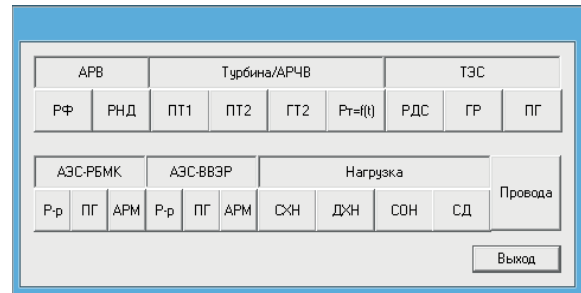 АРВ Турбина/АРЧВ ТЭС
РФ РНД ПТ1 ПТ2 ГТ2 Рт=f(t) РДС ГР ПГ
АЭС-РБМК АЭС-ВВЭР Нагрузка Провода
Р-р ПГ АРМ Р-р ПГ АРМ СХН ДХН СОН СД
Выход